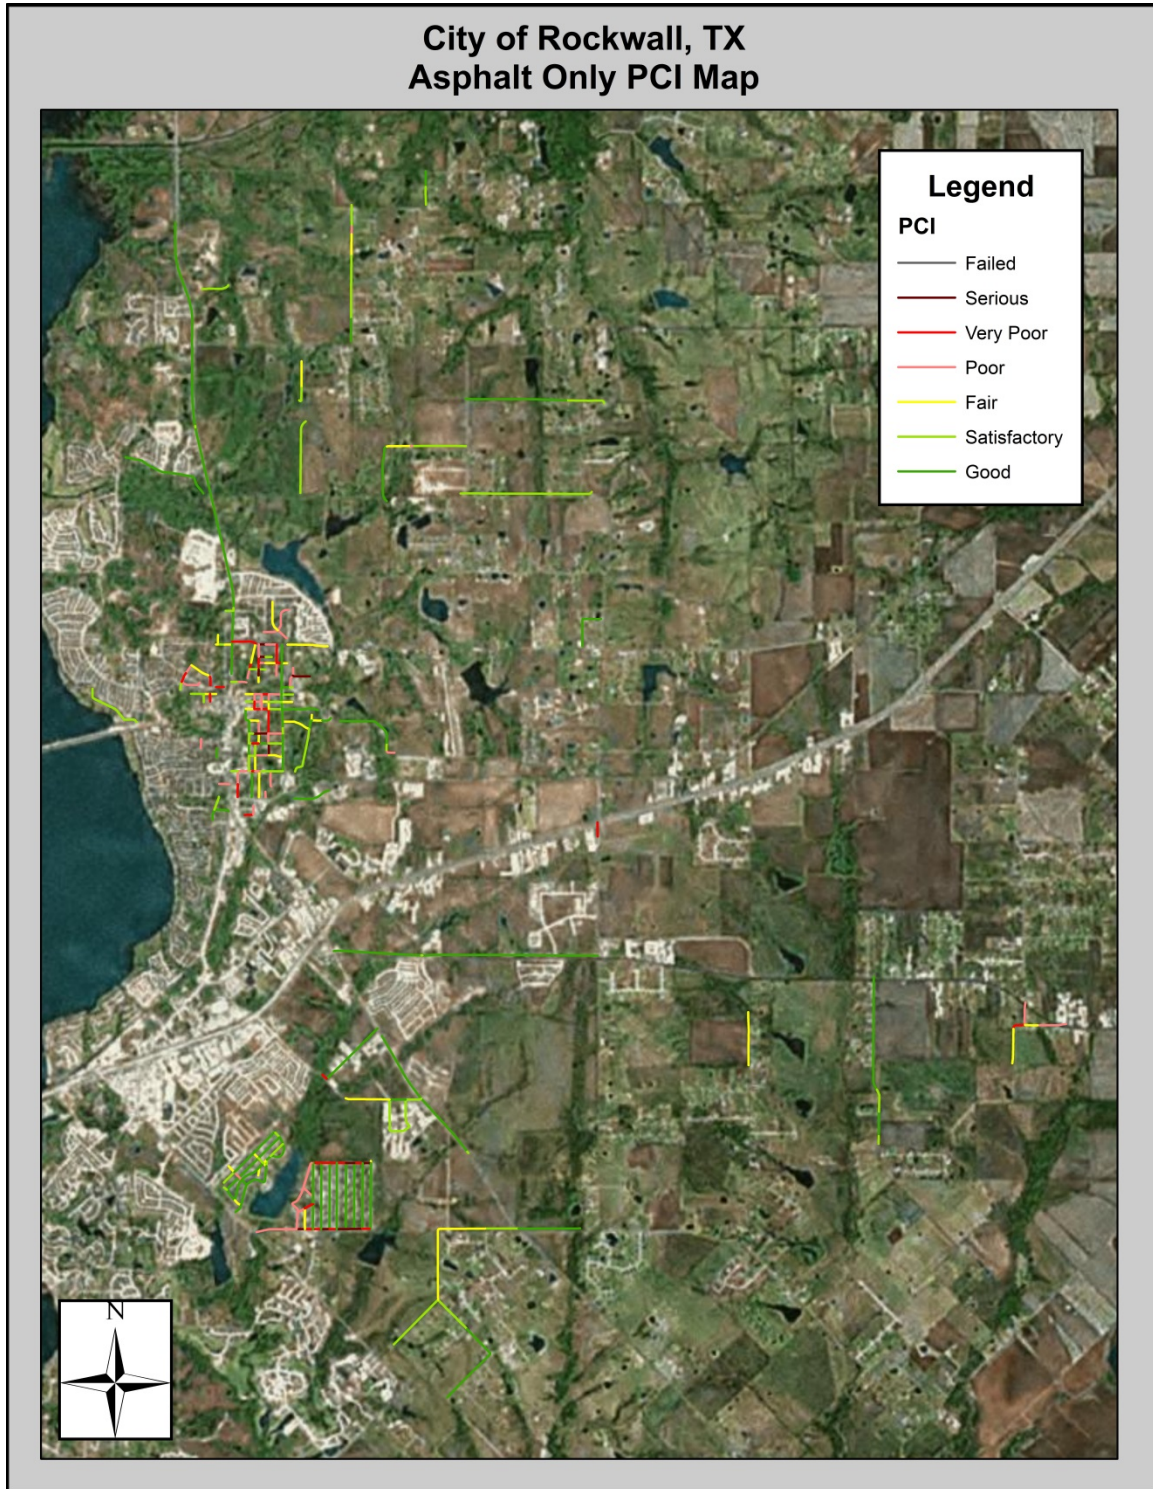 City of Rockwall, TX
Asphalt Only PCI Map
Legend
PCI
Failed
Serious
Very Poor
Poor
Fair
Satisfactory
Good
N